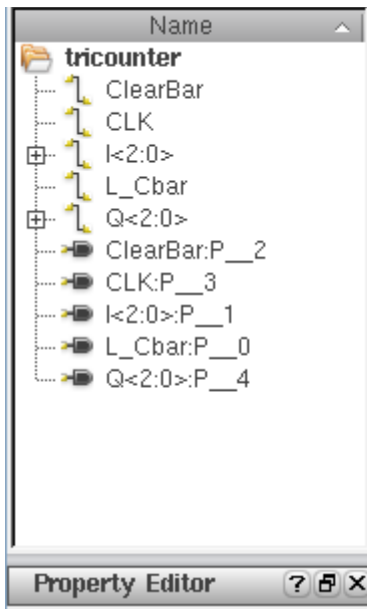 Name
tricounter
ClearBar
CLK
I<2:0>
L_Cbar
Q<2:0>
ClearBar:P__2
CLK:P__3
I<2:0>:P__1
L_Cbar:P__0
Q<2:0>:P__4
Property Editor ?